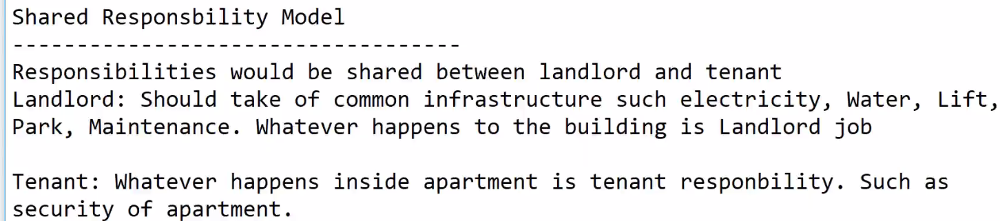 Shared Responsbility Model
-----------------------------------
Responsibilities would be shared between landlord and tenant
Landlord: Should take of common infrastructure such electricity, Water, Lift,
Park, Maintenance. Whatever happens to the building is Landlord job
Tenant: Whatever happens inside apartment is tenant responbility. Such as
security of apartment.